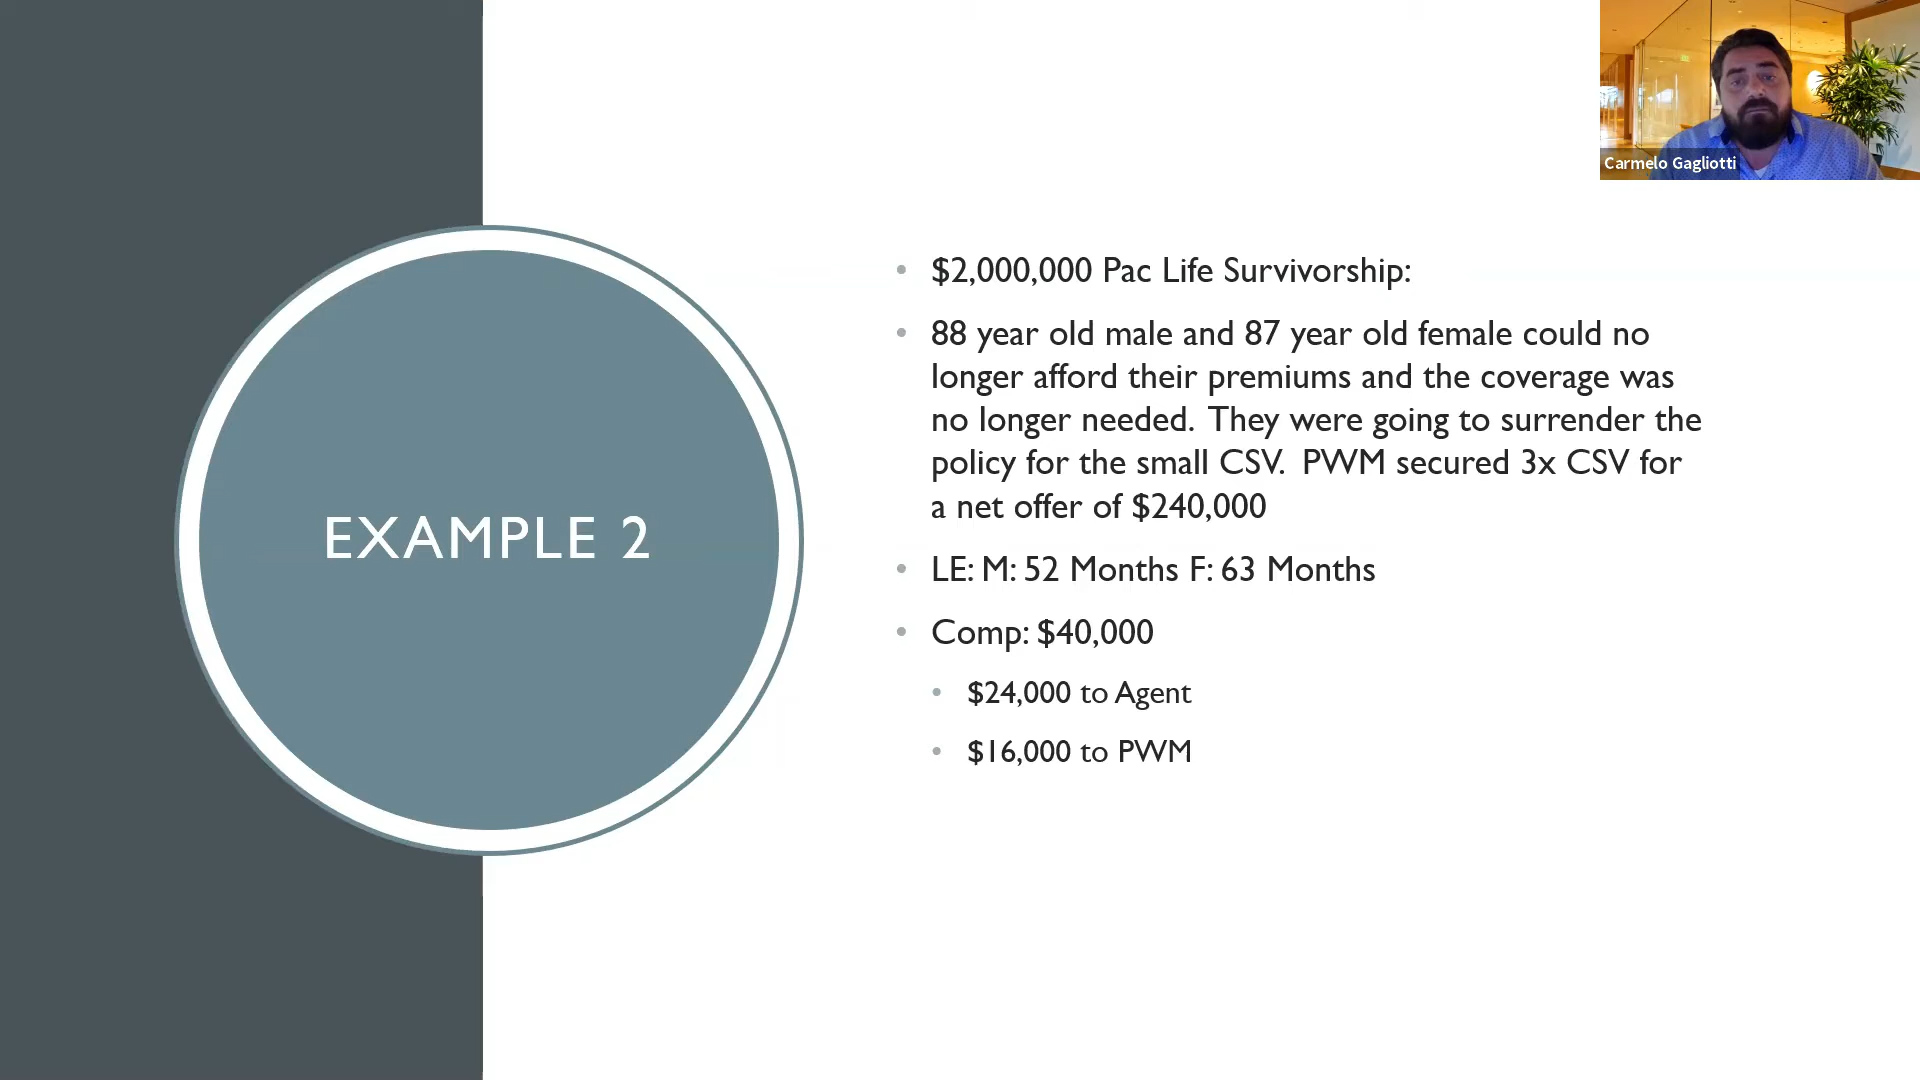 Carmelo Gagliotti
EXAMPLE 2
• $2,000,000 Pac Life Survivorship:
• 88 year old male and 87 year old female could no
longer afford their premiums and the coverage was
no longer needed. They were going to surrender the
policy for the small CSV. PWM secured 3x CSV for
a net offer of $240,000
• LE: M: 52 Months F: 63 Months
• Comp: $40,000
• $24,000 to Agent
• $16,000 to PWM